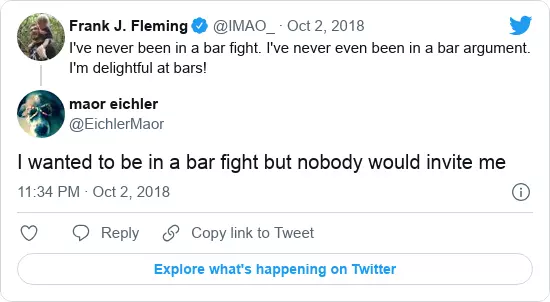 Frank J. Fleming @IMAO_ · Oct 2, 2018
I've never been in a bar fight. I've never even been in a bar argument.
I'm delightful at bars!
maor eichler
@EichlerMaor
I wanted to be in a bar fight but nobody would invite me
11:34 PM · Oct 2, 2018
Reply Copy link to Tweet
Explore what's happening on Twitter